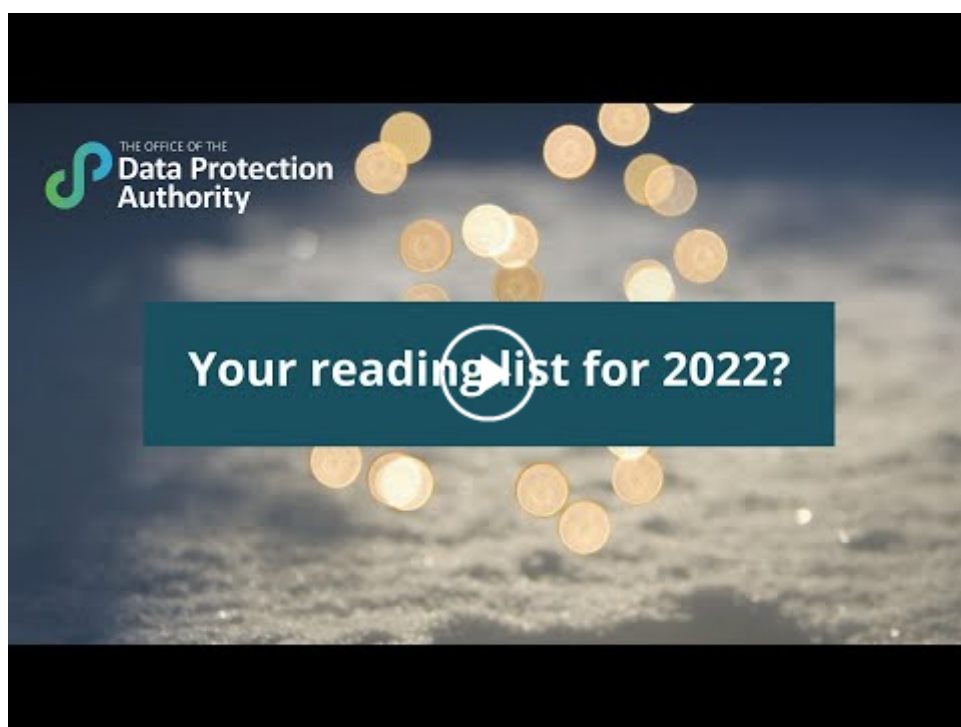 THE OFFICE OF THE
Data Protection
Authority
Your reading list for 2022?